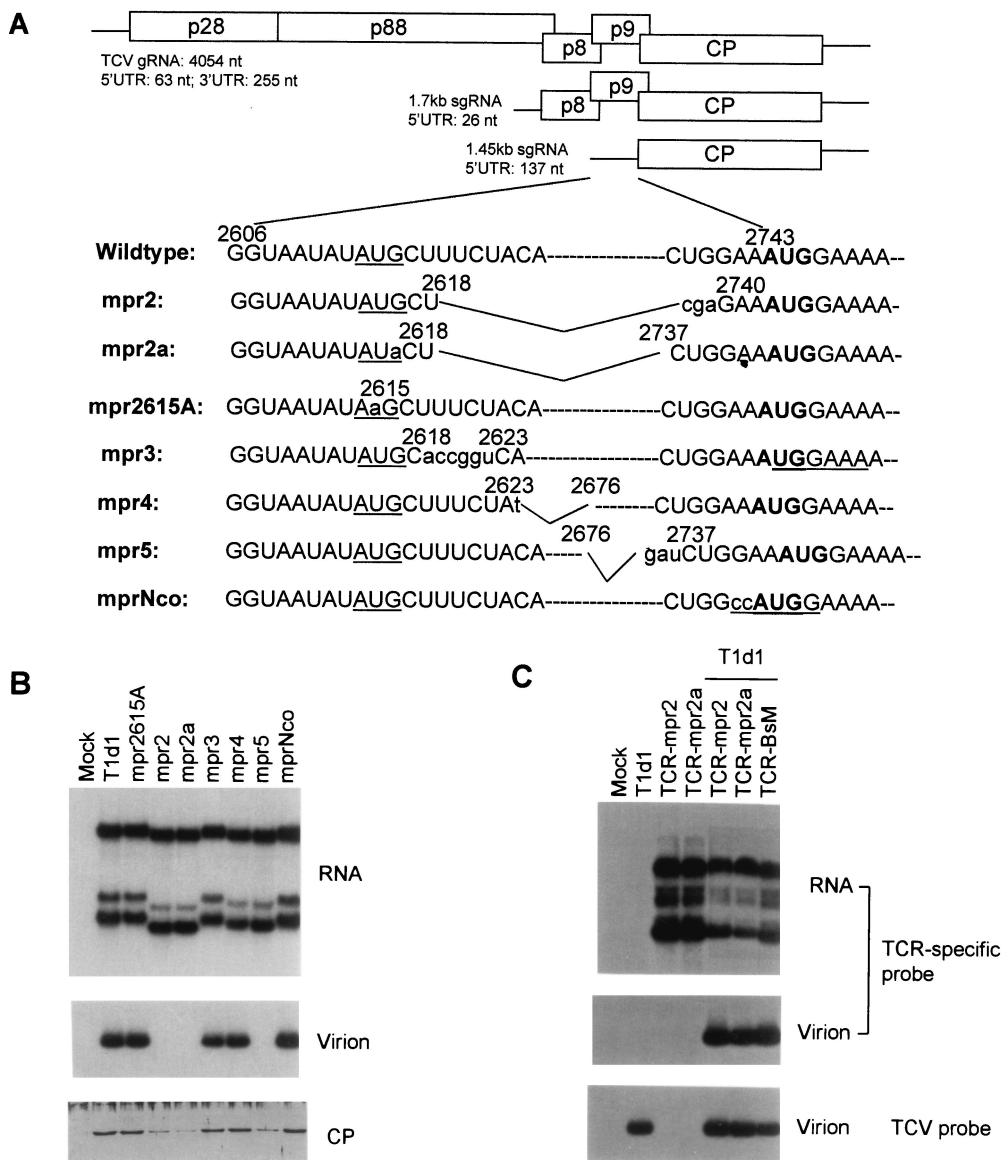 A
p28
p88
p8
p9
CP
TCV gRNA: 4054 nt
5'UTR: 63 nt; 3'UTR: 255 nt
1.7kb sgRNA
5'UTR: 26 nt
p8
p9
CP
1.45kb sgRNA
5'UTR: 137 nt
CP
2606
2743
Wildtype: GGUAAUAUAUGCUUUCUACA-------------CUGGAAAUGGAAAA--
2618
2740
mpr2: GGUAAUAUAUGCU cgaGAAAUGGAAAA-
2618
2737
mpr2a: GGUAAUAUAUaCU CUGGAAAUGGAAAA-
2615
mpr2615A: GGUAAUAUAaGCUUUCUACA-------------CUGGAAAUGGAAAA--
2618
2623
mpr3: GGUAAUAUAUGCaccgguCA---------------CUGGAAAUGGAAAA--
2623
2676
mpr4: GGUAAUAUAUGCUUUCUAt -------CUGGAAAUGGAAAA--
2676
2737
mpr5: GGUAAUAUAUGCUUUCUACA----- gauCUGGAAAUGGAAAA--
mprNco: GGUAAUAUAUGCUUUCUACA-------------CUGGccAUGGAAAA--
B
Mock
T1d1
mpr2615A
mpr2
mpr2a
mpr3
mpr4
mpr5
mprNco
RNA
Virion
CP
C
T1d1
Mock
T1d1
TCR-mpr2
TCR-mpr2a
TCR-mpr2
TCR-mpr2a
TCR-BsM
RNA
TCR-specific
probe
Virion
Virion TCV probe